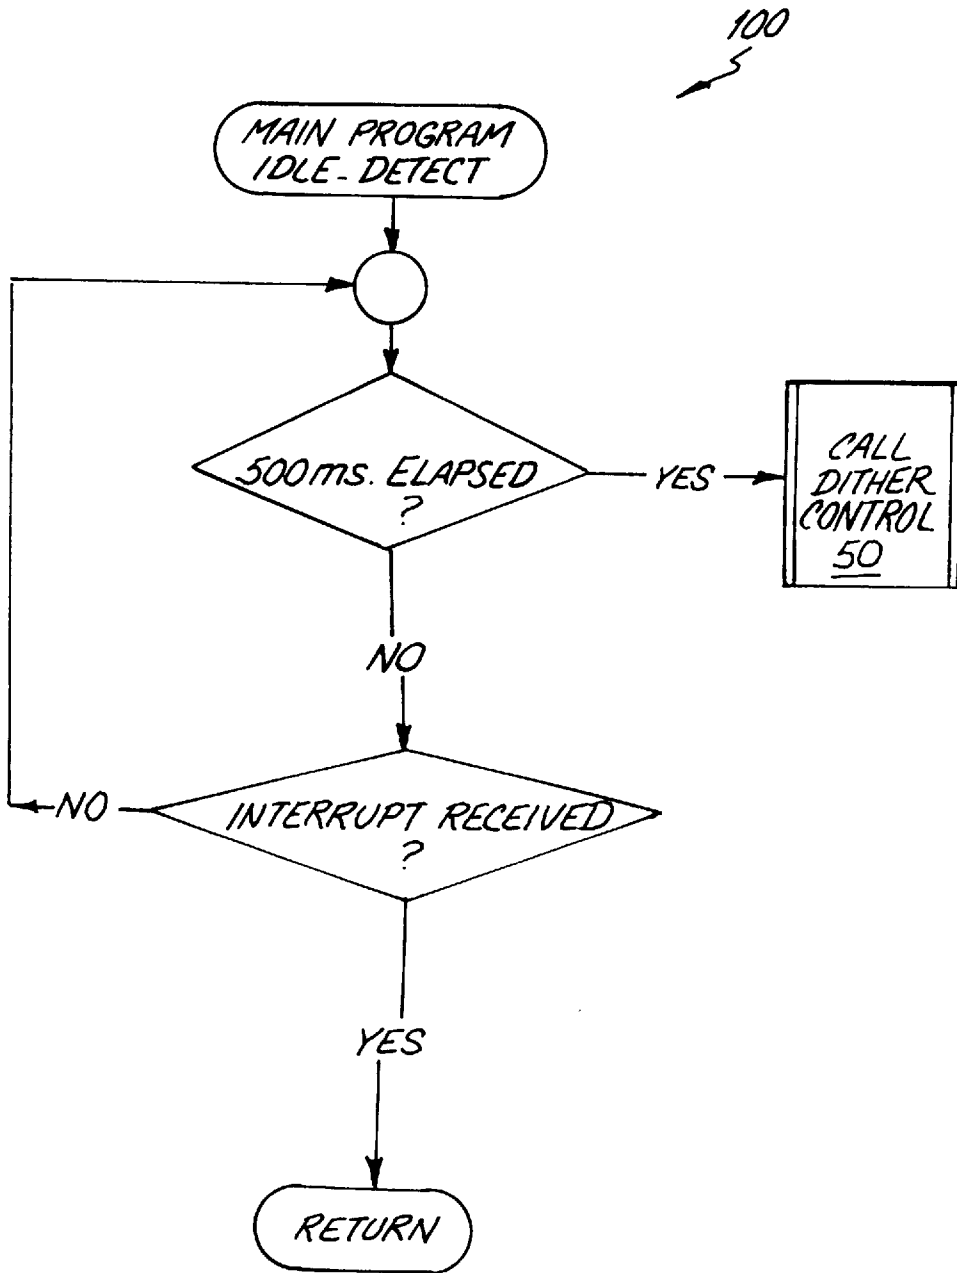 100
MAIN PROGRAM
IDLE-DETECT
500ms. ELAPSED
?
YES
CALL
DITHER
CONTROL
50
NO
INTERRUPT RECEIVED
?
NO
YES
RETURN